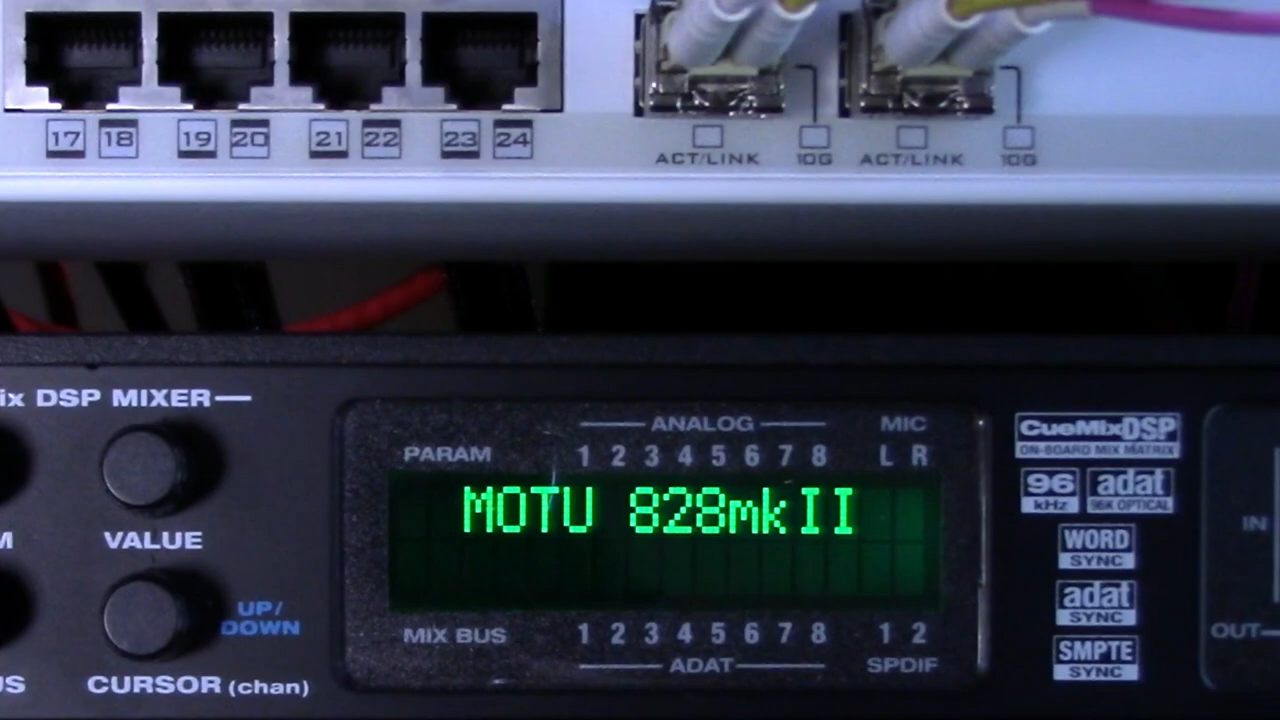 17 18 19 20 21 22 23 24
ACT/LINK 10G ACT/LINK 10G
ix DSP MIXER
ANALOG MIC
PARAM 1 2 3 4 5 6 7 8 L R
MOTU 828mkII
VALUE
UP/
DOWN
MIX BUS 1 2 3 4 5 6 7 8 1 2
ADAT SPDIF
CURSOR (chan)
CueMixDSP
ON-BOARD MIX MATRIX
96 kHz
adat
96K OPTICAL
WORD
SYNC
adat
SYNC
SMPTE
SYNC
IN
OUT